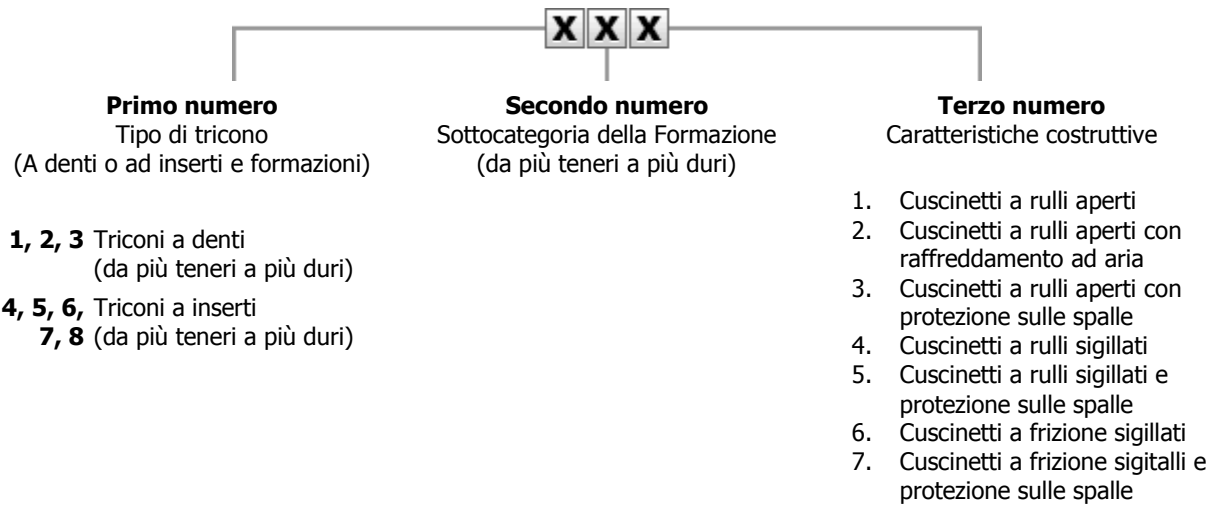 X X X
Primo numero
Tipo di tricono
(A denti o ad inserti e formazioni)
1, 2, 3 Triconi a denti
(da più teneri a più duri)
4, 5, 6, Triconi a inserti
7, 8 (da più teneri a più duri)
Secondo numero
Sottocategoria della Formazione
(da più teneri a più duri)
Terzo numero
Caratteristiche costruttive
1. Cuscinetti a rulli aperti
2. Cuscinetti a rulli aperti con
raffreddamento ad aria
3. Cuscinetti a rulli aperti con
protezione sulle spalle
4. Cuscinetti a rulli sigillati
5. Cuscinetti a rulli sigillati e
protezione sulle spalle
6. Cuscinetti a frizione sigillati
7. Cuscinetti a frizione sigitalli e
protezione sulle spalle